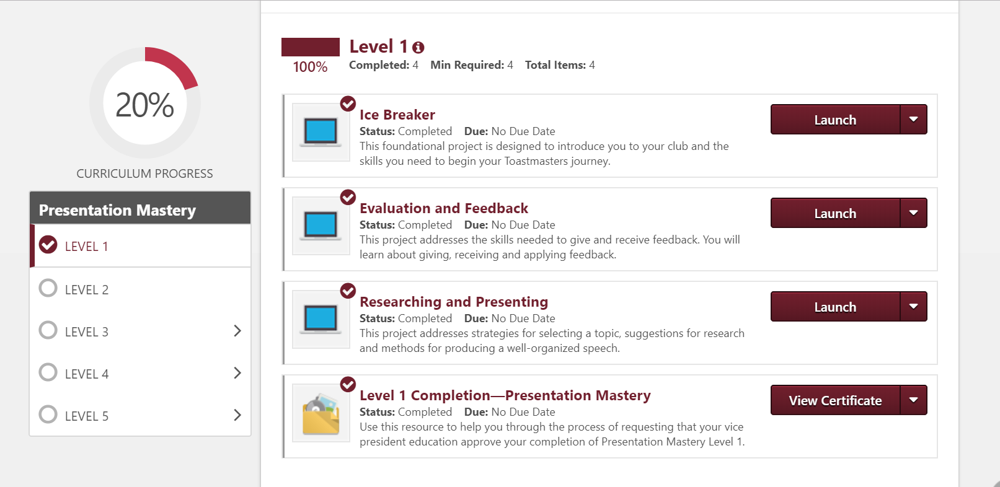 20%
CURRICULUM PROGRESS
Presentation Mastery
LEVEL 1
LEVEL 2
LEVEL 3
LEVEL 4
LEVEL 5
100%
Level 1
Completed: 4 Min Required: 4 Total Items: 4
Ice Breaker
Status: Completed Due: No Due Date
This foundational project is designed to introduce you to your club and the
skills you need to begin your Toastmasters journey.
Launch
Evaluation and Feedback
Status: Completed Due: No Due Date
This project addresses the skills needed to give and receive feedback. You will
learn about giving, receiving and applying feedback.
Launch
Researching and Presenting
Status: Completed Due: No Due Date
This project addresses strategies for selecting a topic, suggestions for research
and methods for producing a well-organized speech.
Launch
Level 1 Completion—Presentation Mastery
Status: Completed Due: No Due Date
Use this resource to help you through the process of requesting that your vice
president education approve your completion of Presentation Mastery Level 1.
View Certificate